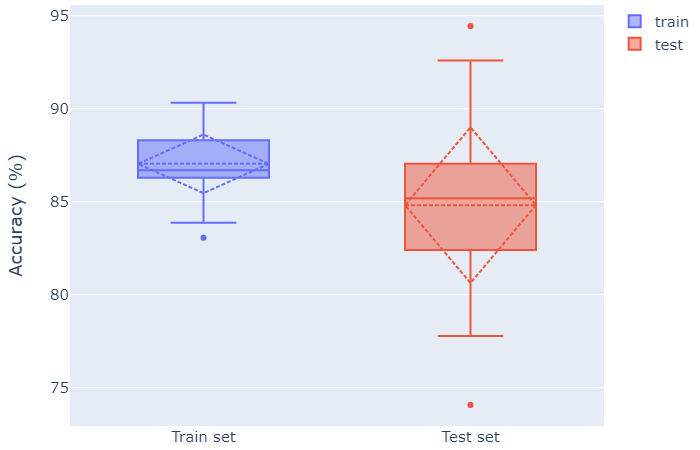 95
90
85
80
75
Accuracy (%)
Train set
Test set
train
test